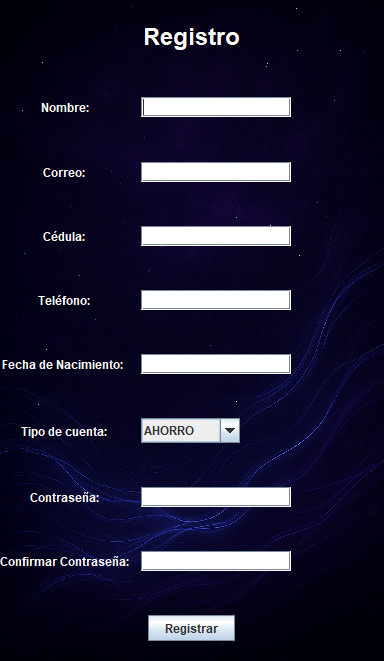 Registro
Nombre:
Correo:
Cédula:
Teléfono:
Fecha de Nacimiento:
Tipo de cuenta: AHORRO
Contraseña:
Confirmar Contraseña:
Registrar